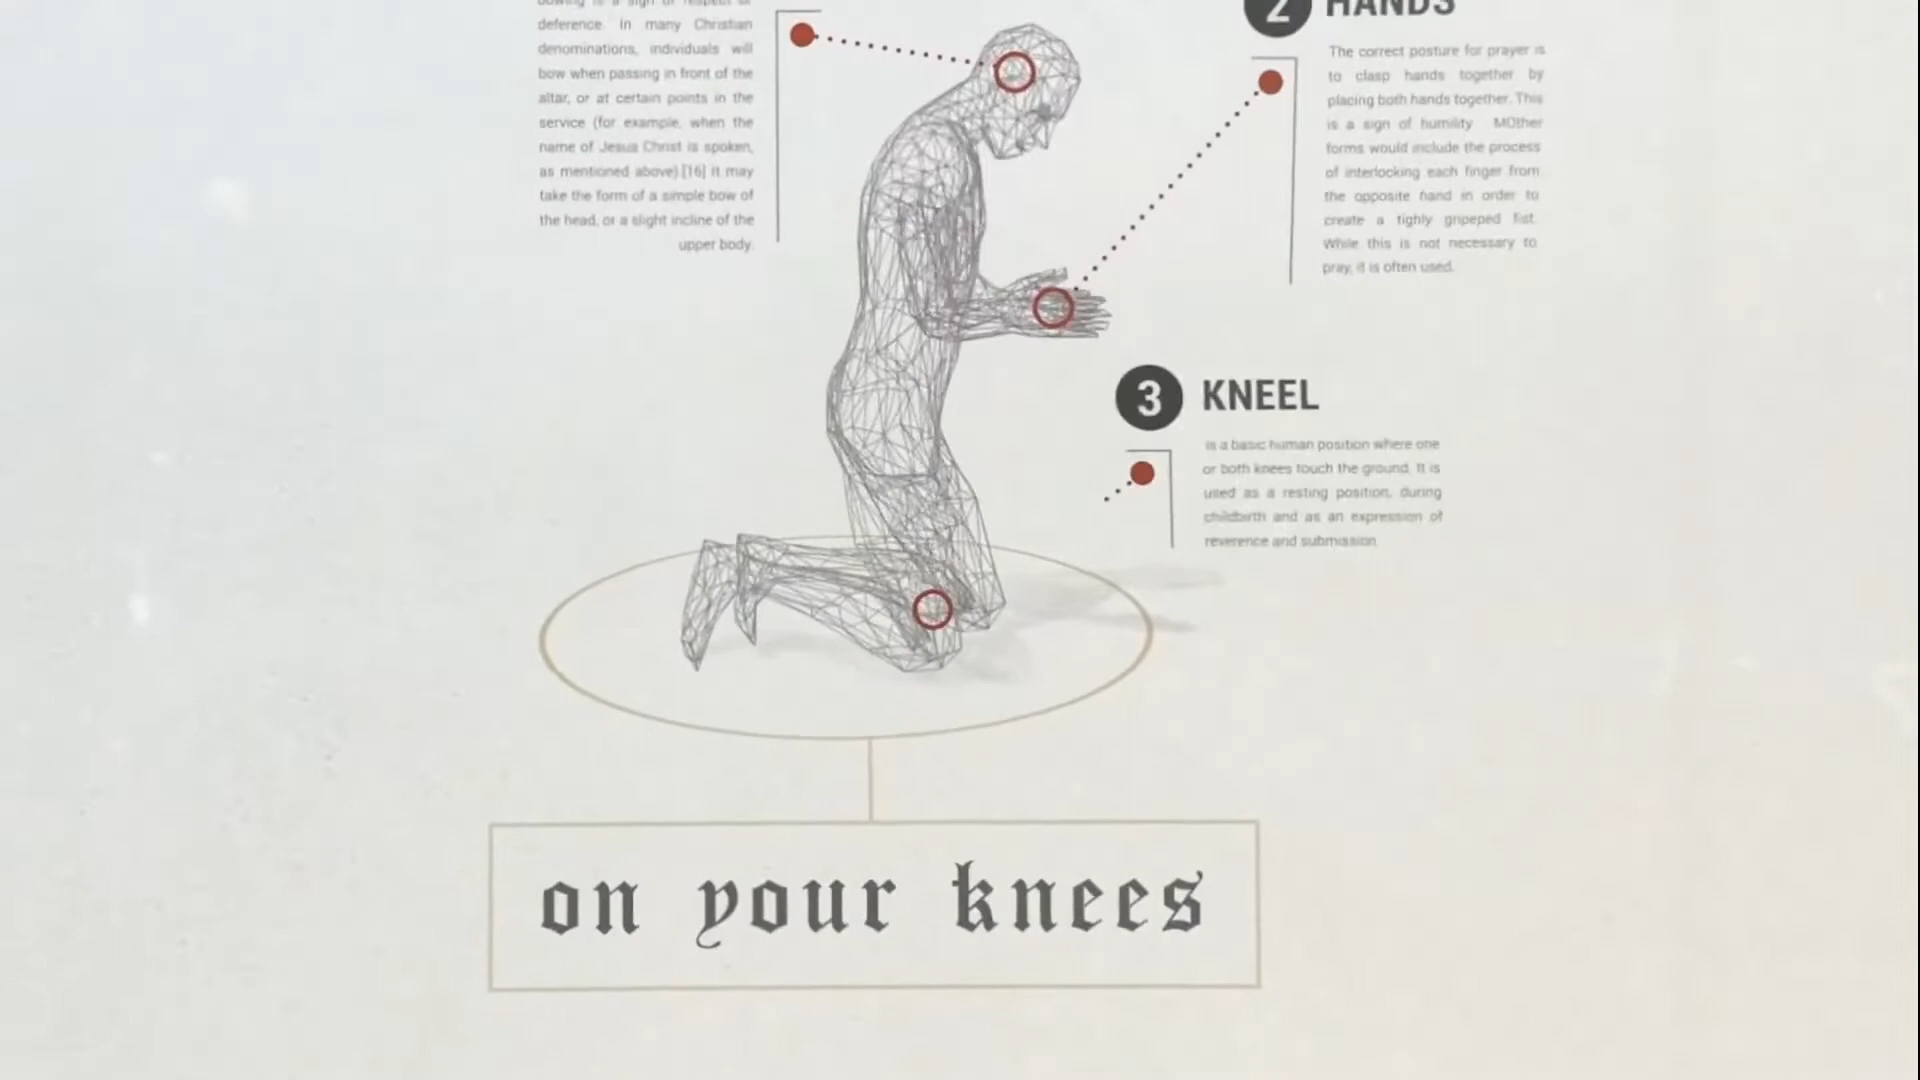 bowing is a sign of respect or
deference. In many Christian
denominations, individuals will
bow when passing in front of the
altar, or at certain points in the
service (for example, when the
name of Jesus Christ is spoken,
as mentioned above).[16] It may
take the form of a simple bow of
the head, or a slight incline of the
upper body.
2 HANDS
The correct posture for prayer is
to clasp hands together by
placing both hands together. This
is a sign of humility MOther
forms would include the process
of interlocking each finger from
the opposite hand in order to
create a tighly gripeped fist.
While this is not necessary to
pray, it is often used.
3 KNEEL
is a basic human position where one
or both knees touch the ground. It is
used as a resting position, during
childbirth and as an expression of
reverence and submission.
on your knees